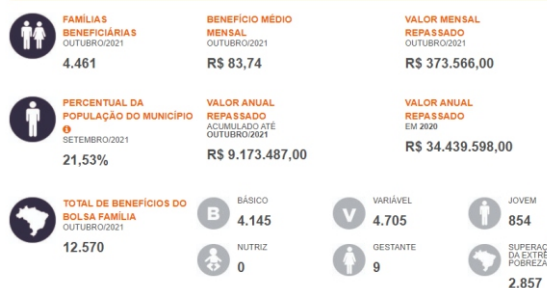 FAMÍLIAS
BENEFICIÁRIAS
OUTUBRO/2021
4.461
BENEFÍCIO MÉDIO
MENSAL
OUTUBRO/2021
R$ 83,74
VALOR MENSAL
REPASSADO
OUTUBRO/2021
R$ 373.566,00
PERCENTUAL DA
POPULAÇÃO DO MUNICÍPIO
SETEMBRO/2021
21,53%
VALOR ANUAL
REPASSADO
ACUMULADO ATÉ
OUTUBRO/2021
R$ 9.173.487,00
VALOR ANUAL
REPASSADO
EM 2020
R$ 34.439.598,00
TOTAL DE BENEFÍCIOS DO
BOLSA FAMÍLIA
OUTUBRO/2021
12.570
B
BÁSICO
4.145
V
VARIÁVEL
4.705
JOVEM
854
NUTRIZ
0
GESTANTE
9
SUPERAÇ
DA EXTRÊ
POBREZA
2.857